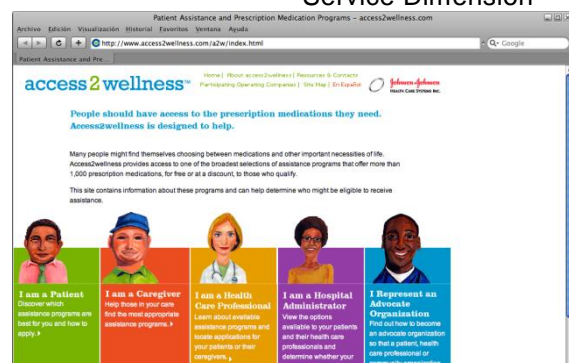 Service Dimension
Patient Assistance and Prescription Medication Programs – access2wellness.com
Archivo Edición Visualización Historial Favoritos Ventana Ayuda
http://www.access2wellness.com/a2w/index.html
Google
Patient Assistance and Pre...
access2wellness™
Home | About access2wellness | Resources & Contacts
Participating Operating Companies | Site Map | En Español
Johnson & Johnson
HEALTH CARE SYSTEMS INC.
People should have access to the prescription medications they need.
Access2wellness is designed to help.
Many people might find themselves choosing between medications and other important necessities of life.
Access2wellness provides access to one of the broadest selections of assistance programs that offer more than
1,000 prescription medications, for free or at a discount, to those who qualify.
This site contains information about these programs and can help determine who might be eligible to receive
assistance.
I am a Patient
Discover which
assistance programs are
best for you and how to
apply.
I am a Caregiver
Help those in your care
find the most appropriate
assistance programs.
I am a Health
Care Professional
Learn about available
assistance programs and
locate applications for
your patients or their
caregivers.
I am a Hospital
Administrator
View the options
available to your patients
and their health care
professionals and
determine whether your
I Represent an
Advocate
Organization
Find out how to become
an advocate organization
so that a patient, health
care professional or